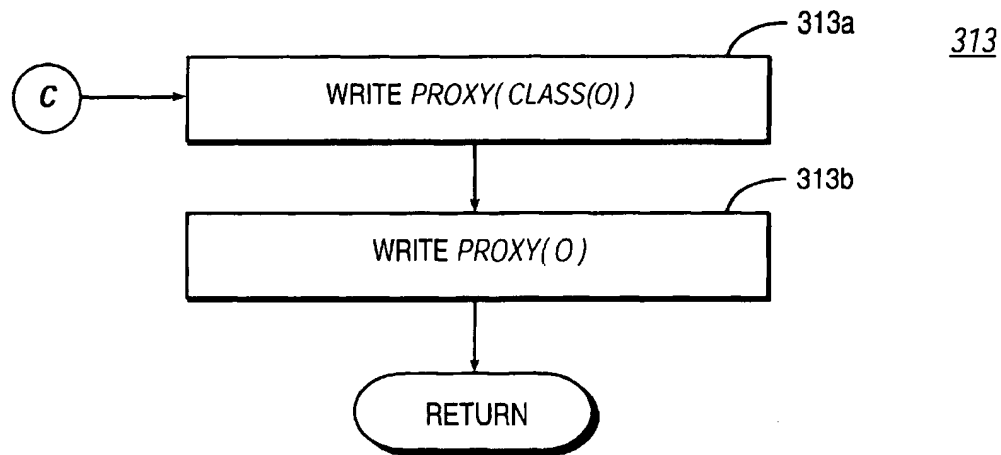 313a
313
C
WRITE PROXY(CLASS(O))
313b
WRITE PROXY(O)
RETURN